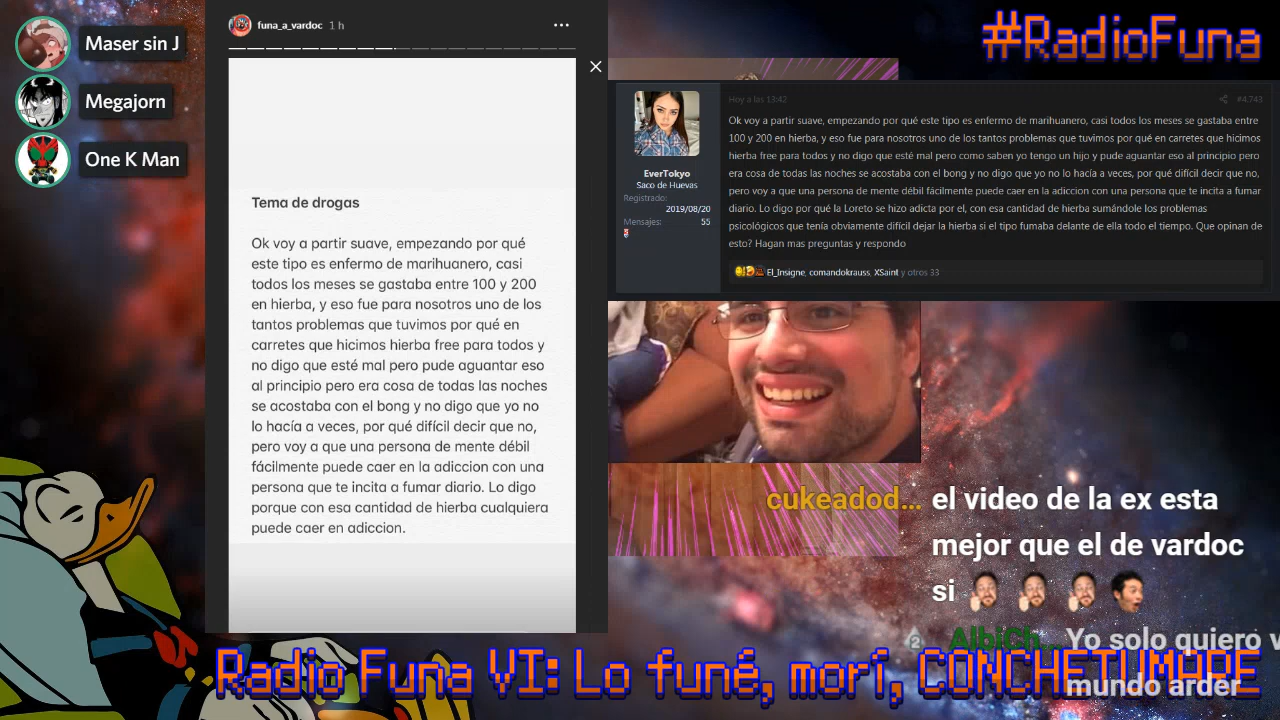 Maser sin J
Megajorn
One K Man
funa_a_vardoc 1 h
Tema de drogas
Ok voy a partir suave, empezando por qué
este tipo es enfermo de marihuanero, casi
todos los meses se gastaba entre 100 y 200
en hierba, y eso fue para nosotros uno de los
tantos problemas que tuvimos por qué en
carretes que hicimos hierba free para todos y
no digo que esté mal pero pude aguantar eso
al principio pero era cosa de todas las noches
se acostaba con el bong y no digo que yo no
lo hacía a veces, por qué difícil decir que no,
pero voy a que una persona de mente débil
fácilmente puede caer en la adiccion con una
persona que te incita a fumar diario. Lo digo
porque con esa cantidad de hierba cualquiera
puede caer en adiccion.
#RadioFuna
Hoy a las 13:42 #4.743
EverTokyo
Saco de Huevas
Registrado:
2019/08/20
Mensajes: 55
Ok voy a partir suave, empezando por qué este tipo es enfermo de marihuanero, casi todos los meses se gastaba entre
100 y 200 en hierba, y eso fue para nosotros uno de los tantos problemas que tuvimos por qué en carretes que hicimos
hierba free para todos y no digo que esté mal pero como saben yo tengo un hijo y pude aguantar eso al principio pero
era cosa de todas las noches se acostaba con el bong y no digo que yo no lo hacía a veces, por qué difícil decir que no,
pero voy a que una persona de mente débil fácilmente puede caer en la adiccion con una persona que te incita a fumar
diario. Lo digo por qué la Loreto se hizo adicta por el, con esa cantidad de hierba sumándole los problemas
psicológicos que tenía obviamente difícil dejar la hierba si el tipo fumaba delante de ella todo el tiempo. Que opinan de
esto? Hagan mas preguntas y respondo
El_Insigne, comandokrauss, XSaint y otros 33
cukeadod... el video de la ex esta
mejor que el de vardoc
si
2 AlbiCh... Yo solo quiero v
mundo arder
Radio Funa VI: Lo funé, morí, CONCHETUMARE